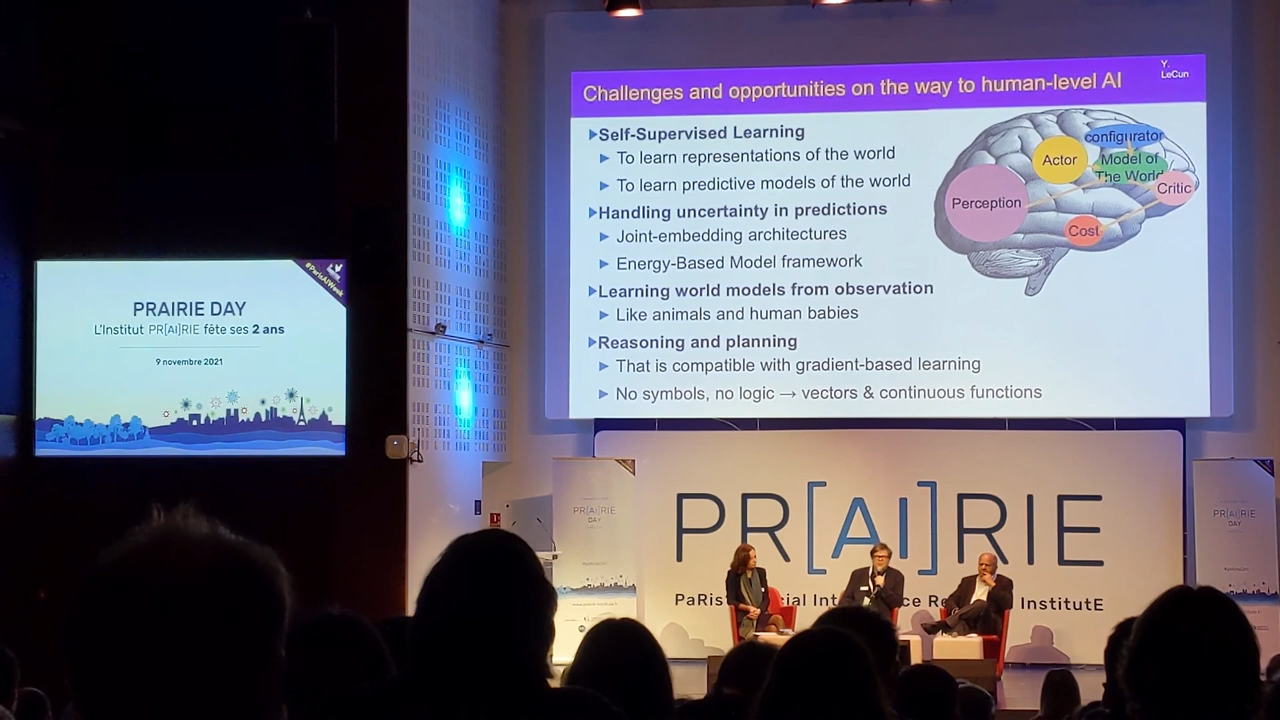 #ParisAIWeek
PRAIRIE DAY
L'Institut PR[AI]RIE fête ses 2 ans
9 novembre 2021
Y.
LeCun
Challenges and opportunities on the way to human-level AI
Self-Supervised Learning
To learn representations of the world
To learn predictive models of the world
Handling uncertainty in predictions
Joint-embedding architectures
Energy-Based Model framework
Learning world models from observation
Like animals and human babies
Reasoning and planning
That is compatible with gradient-based learning
No symbols, no logic → vectors & continuous functions
configurator
Actor
Model of
The World
Perception
Critic
Cost
PR[AI]RIE
DAY
PR[AI]RIE
PaRis cial Int ce Re InstitutE
PR[AI]RIE
DAY